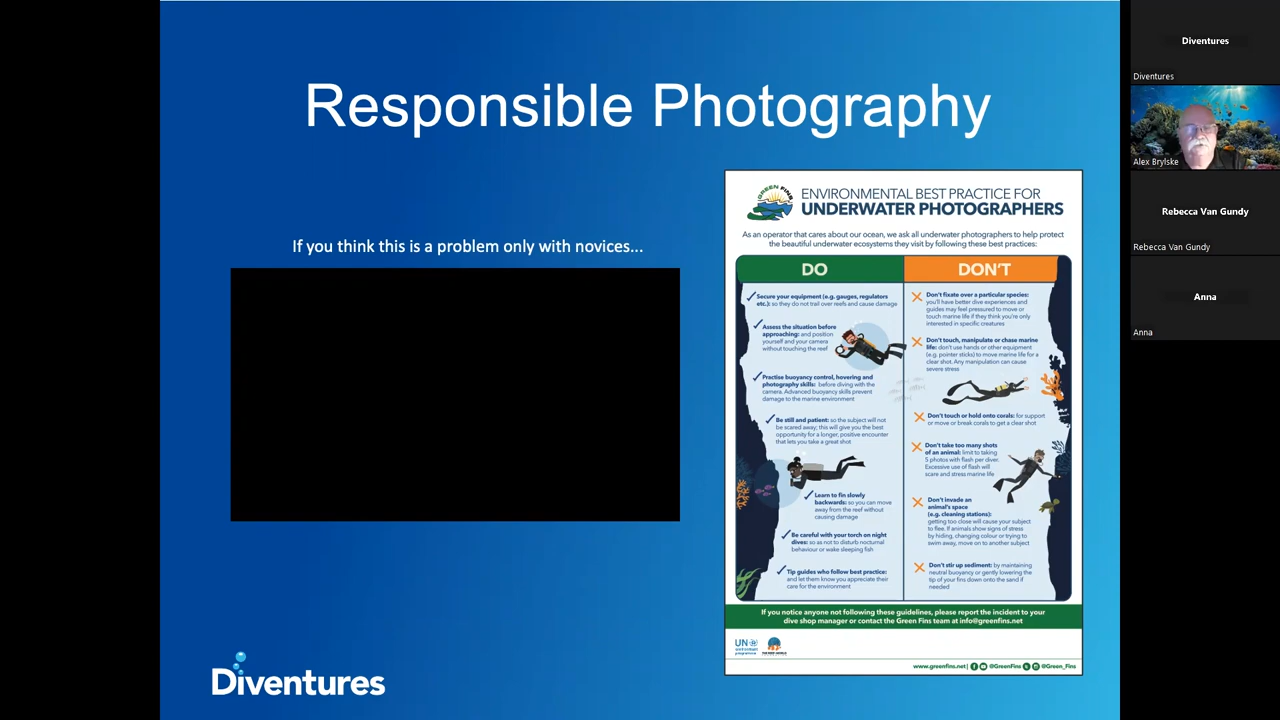 Responsible Photography
If you think this is a problem only with novices...
Diventures
GREEN FINS
ENVIRONMENTAL BEST PRACTICE FOR
UNDERWATER PHOTOGRAPHERS
As an operator that cares about our ocean, we ask all underwater photographers to help protect
the beautiful underwater ecosystems they visit by following these best practices:
DO
Secure your equipment (e.g. gauges, regulators
etc.): so they do not trail over reefs and cause damage
Assess the situation before
approaching: and position
yourself and your camera
without touching the reef
Practise buoyancy control, hovering and
photography skills: before diving with the
camera. Advanced buoyancy skills prevent
damage to the marine environment
Be still and patient: so the subject will not
be scared away; this will give you the best
opportunity for a longer, positive encounter
that lets you take a great shot
Learn to fin slowly
backwards: so you can move
away from the reef without
causing damage
Be careful with your torch on night
dives: so as not to disturb nocturnal
behaviour or wake sleeping fish
Tip guides who follow best practice:
and let them know you appreciate their
care for the environment
DON'T
Don't fixate over a particular species:
you'll have better dive experiences and
guides may feel pressured to move or
touch marine life if they think you're only
interested in specific creatures
Don't touch, manipulate or chase marine
life: don't use hands or other equipment
(e.g. pointer sticks) to move marine life for a
clear shot. Any manipulation can cause
severe stress
Don't touch or hold onto corals: for support
or move or break corals to get a clear shot
Don't take too many shots
of an animal: limit to taking
5 photos with flash per diver.
Excessive use of flash will
scare and stress marine life
Don't invade an
animal's space
(e.g. cleaning stations):
getting too close will cause your subject
to flee. If animals show signs of stress
by hiding, changing colour or trying to
swim away, move on to another subject
Don't stir up sediment: by maintaining
neutral buoyancy or gently lowering the
tip of your fins down onto the sand if
needed
If you notice anyone not following these guidelines, please report the incident to your
dive shop manager or contact the Green Fins team at info@greenfins.net
UN
www.greenfins.net | @GreenFins @Green_Fins
Diventures
Diventures
Alex Brylske
Rebecca Van Gundy
Rebecca Van Gundy
Anna
Anna